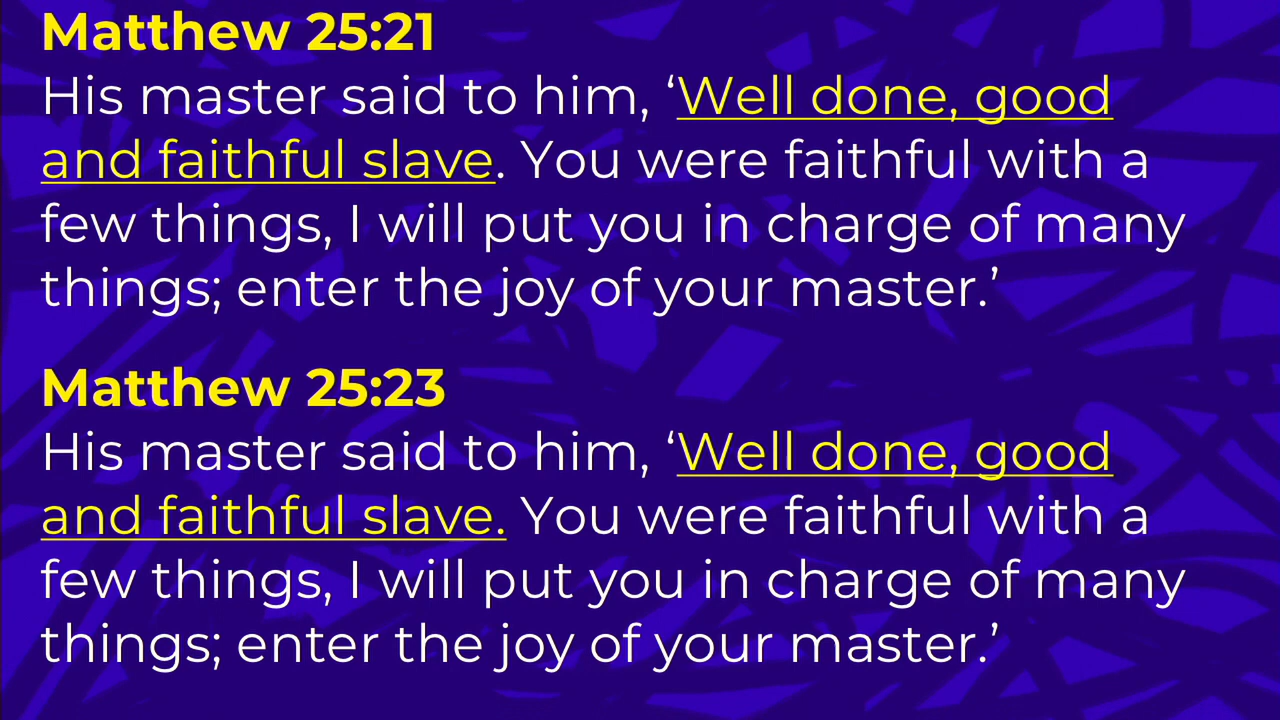 Matthew 25:21
His master said to him, ‘Well done, good
and faithful slave. You were faithful with a
few things, I will put you in charge of many
things; enter the joy of your master.’
Matthew 25:23
His master said to him, ‘Well done, good
and faithful slave. You were faithful with a
few things, I will put you in charge of many
things; enter the joy of your master.’